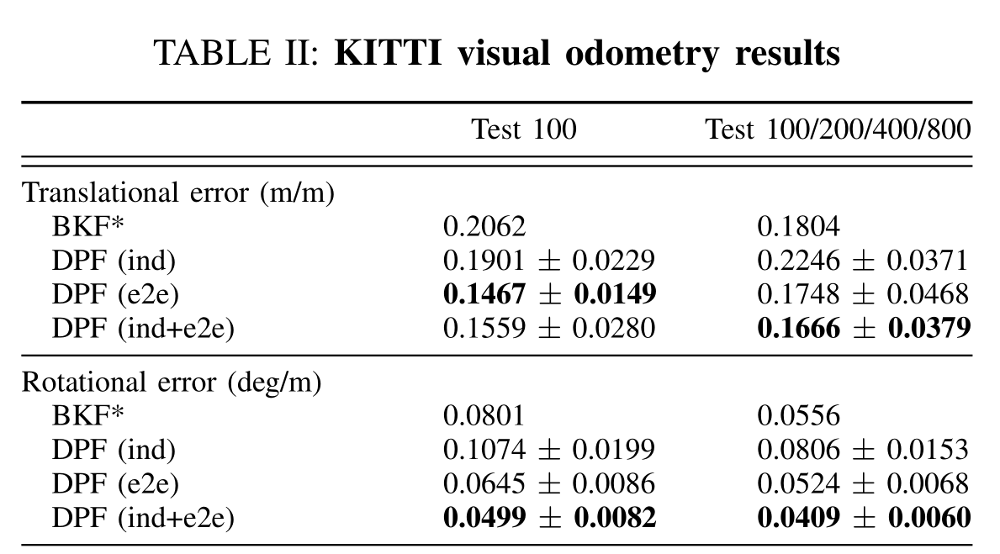 TABLE II: KITTI visual odometry results
Test 100 Test 100/200/400/800
Translational error (m/m)
BKF* 0.2062 0.1804
DPF (ind) 0.1901 ± 0.0229 0.2246 ± 0.0371
DPF (e2e) 0.1467 ± 0.0149 0.1748 ± 0.0468
DPF (ind+e2e) 0.1559 ± 0.0280 0.1666 ± 0.0379
Rotational error (deg/m)
BKF* 0.0801 0.0556
DPF (ind) 0.1074 ± 0.0199 0.0806 ± 0.0153
DPF (e2e) 0.0645 ± 0.0086 0.0524 ± 0.0068
DPF (ind+e2e) 0.0499 ± 0.0082 0.0409 ± 0.0060